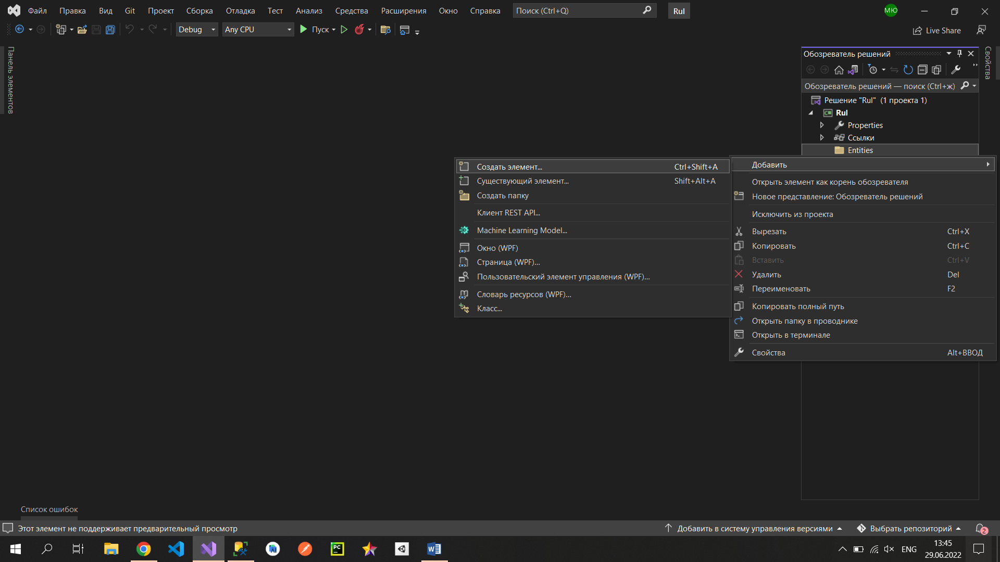 Файл Правка Вид Git Проект Сборка Отладка Тест Анализ Средства Расширения Окно Справка Поиск (Ctrl+Q) Rul МЮ
Debug Any CPU Пуск Live Share
Панель элементов
Свойства
Обозреватель решений
Обозреватель решений — поиск (Ctrl+ж)
Решение "Rul" (1 проекта 1)
C# Rul
Properties
Ссылки
Entities
Создать элемент... Ctrl+Shift+A
Существующий элемент... Shift+Alt+A
Создать папку
Клиент REST API...
Machine Learning Model...
Окно (WPF)
Страница (WPF)...
Пользовательский элемент управления (WPF)...
Словарь ресурсов (WPF)...
Класс...
Добавить
Открыть элемент как корень обозревателя
Новое представление: Обозреватель решений
Исключить из проекта
Вырезать Ctrl+X
Копировать Ctrl+C
Вставить Ctrl+V
Удалить Del
Переименовать F2
Копировать полный путь
Открыть папку в проводнике
Открыть в терминале
Свойства Alt+ВВОД
Список ошибок
Этот элемент не поддерживает предварительный просмотр Добавить в систему управления версиями Выбрать репозиторий 2
PC W ENG 13:45
29.06.2022